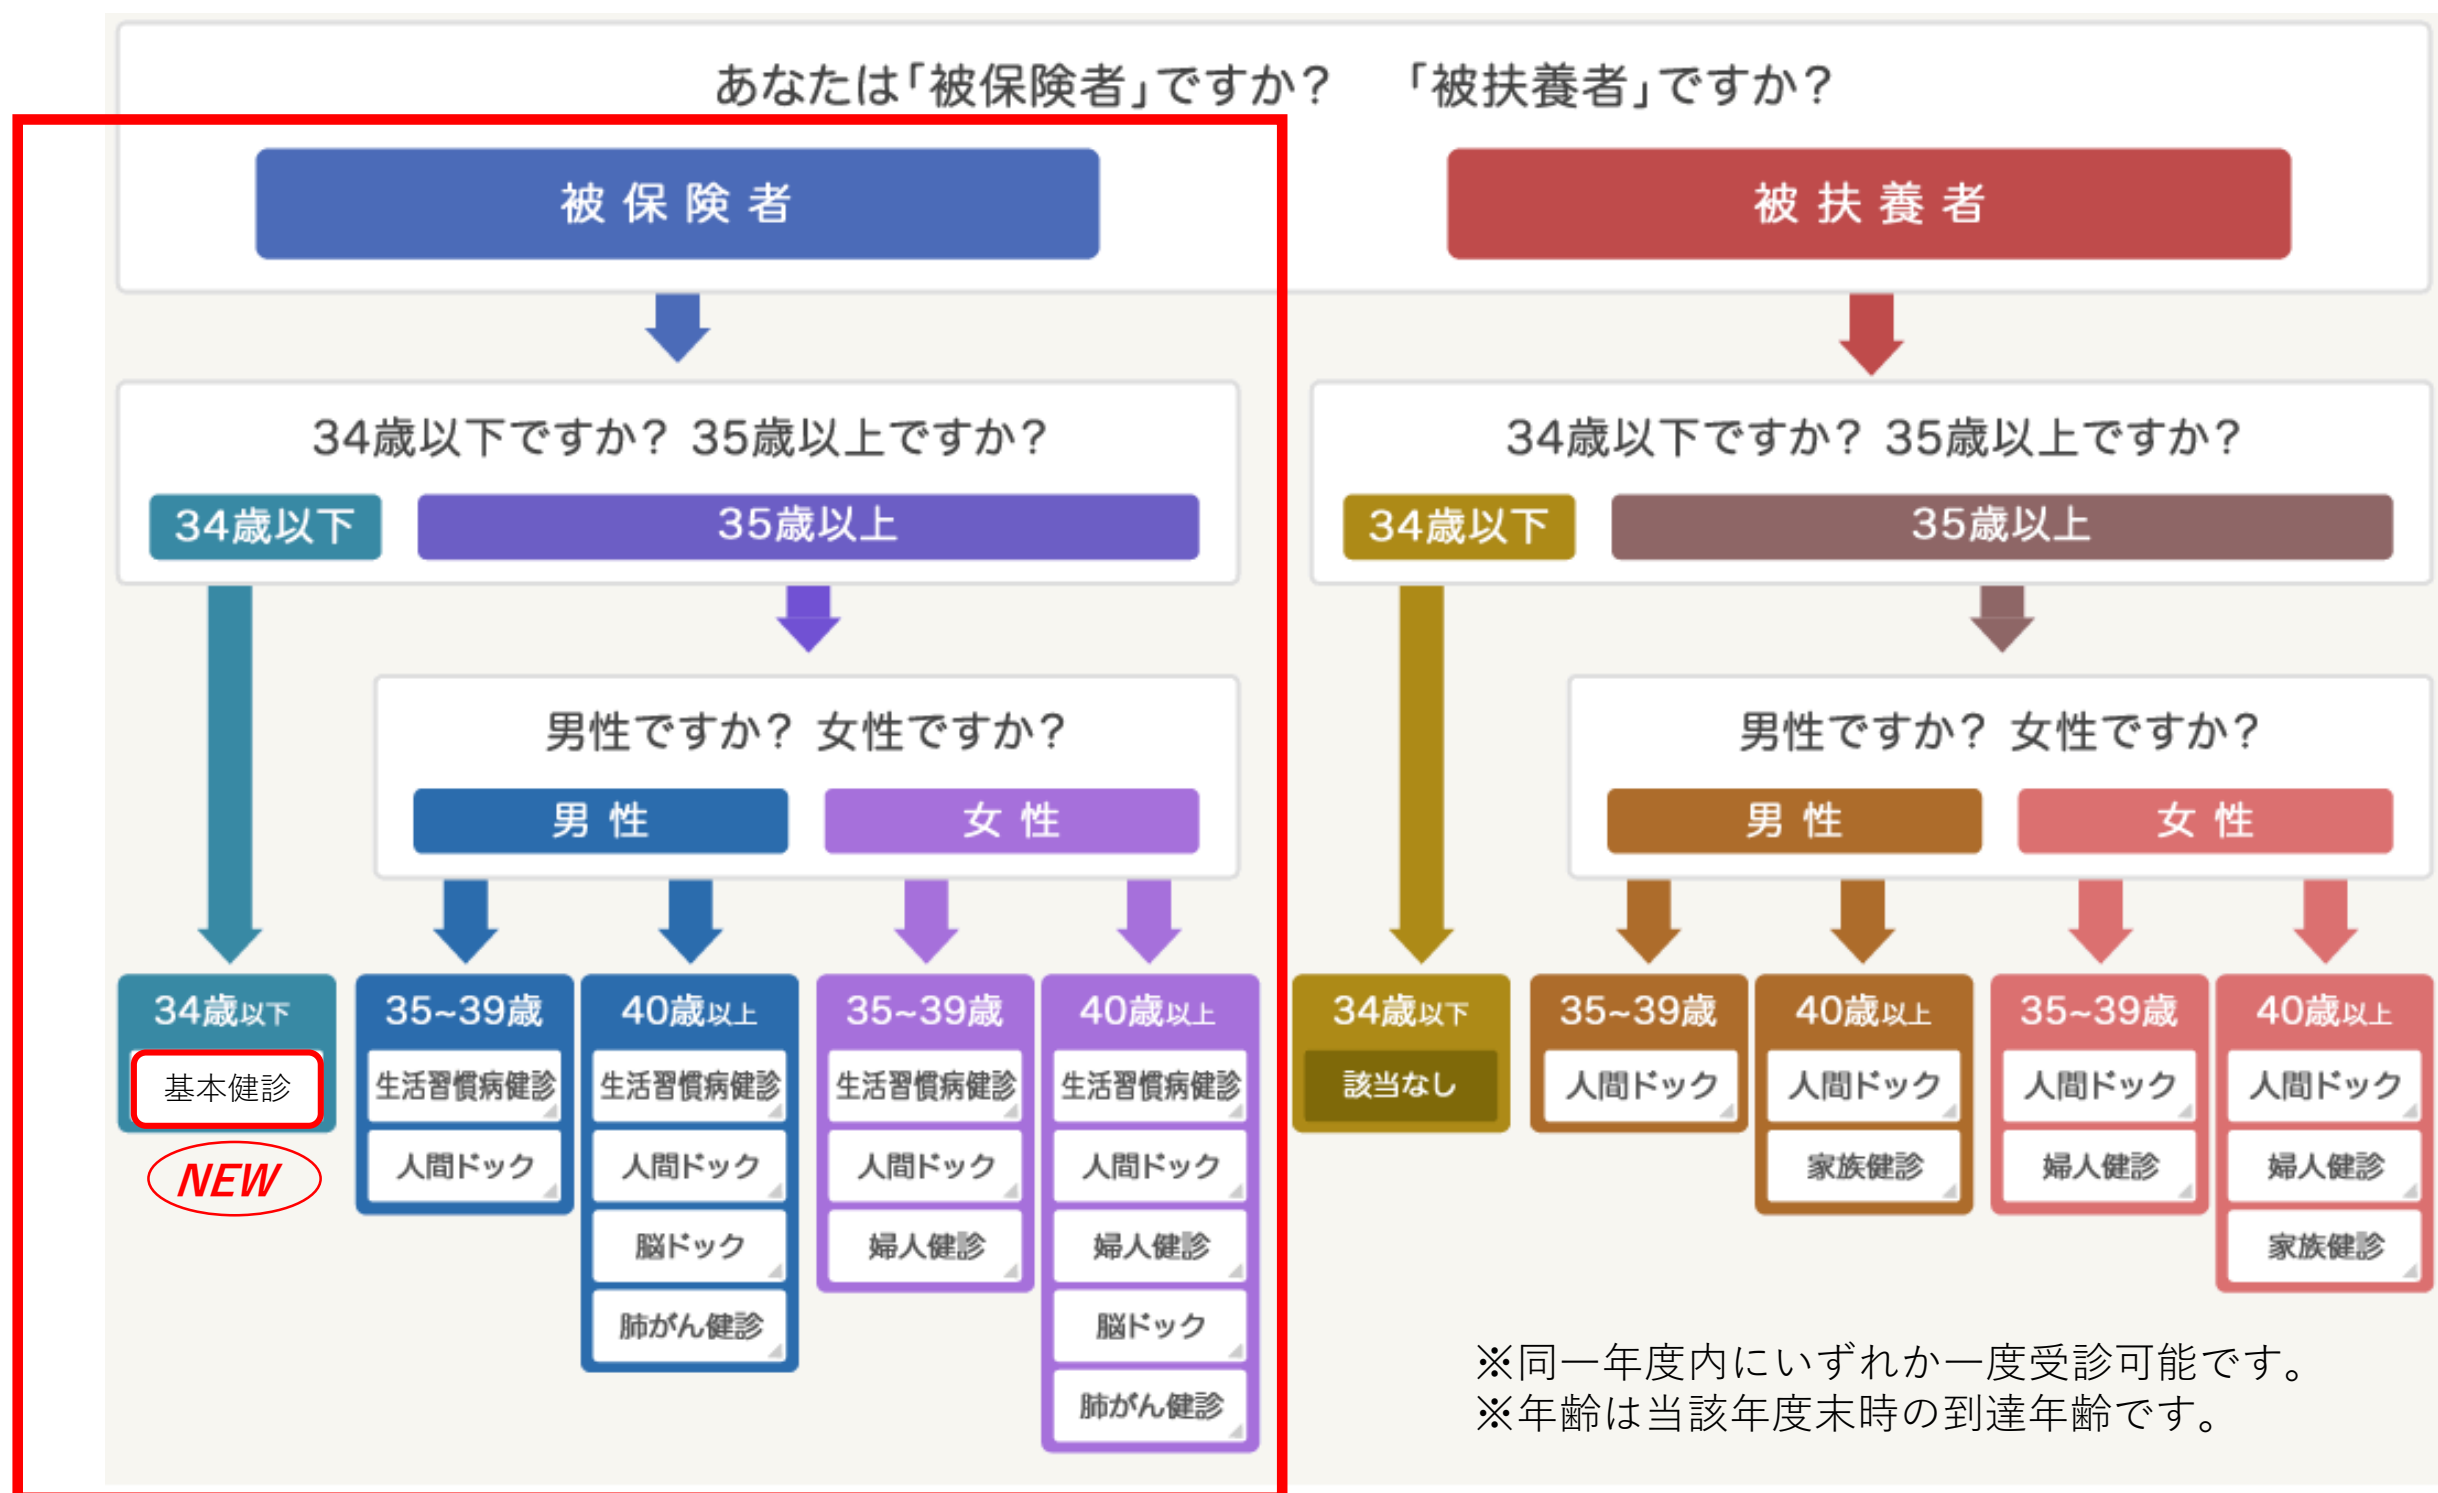 あなたは「被保険者」ですか？　「被扶養者」ですか？
被保険者
被扶養者
34歳以下ですか？ 35歳以上ですか？
34歳以下
35歳以上
34歳以下ですか？ 35歳以上ですか？
34歳以下
35歳以上
男性ですか？ 女性ですか？
男性
女性
男性ですか？ 女性ですか？
男性
女性
34歳以下
基本健診
NEW
35~39歳
生活習慣病健診
人間ドック
40歳以上
生活習慣病健診
人間ドック
脳ドック
肺がん健診
35~39歳
生活習慣病健診
人間ドック
婦人健診
40歳以上
生活習慣病健診
人間ドック
婦人健診
脳ドック
肺がん健診
34歳以下
該当なし
35~39歳
人間ドック
40歳以上
人間ドック
家族健診
35~39歳
人間ドック
婦人健診
40歳以上
人間ドック
婦人健診
家族健診
※同一年度内にいずれか一度受診可能です。
※年齢は当該年度末時の到達年齢です。